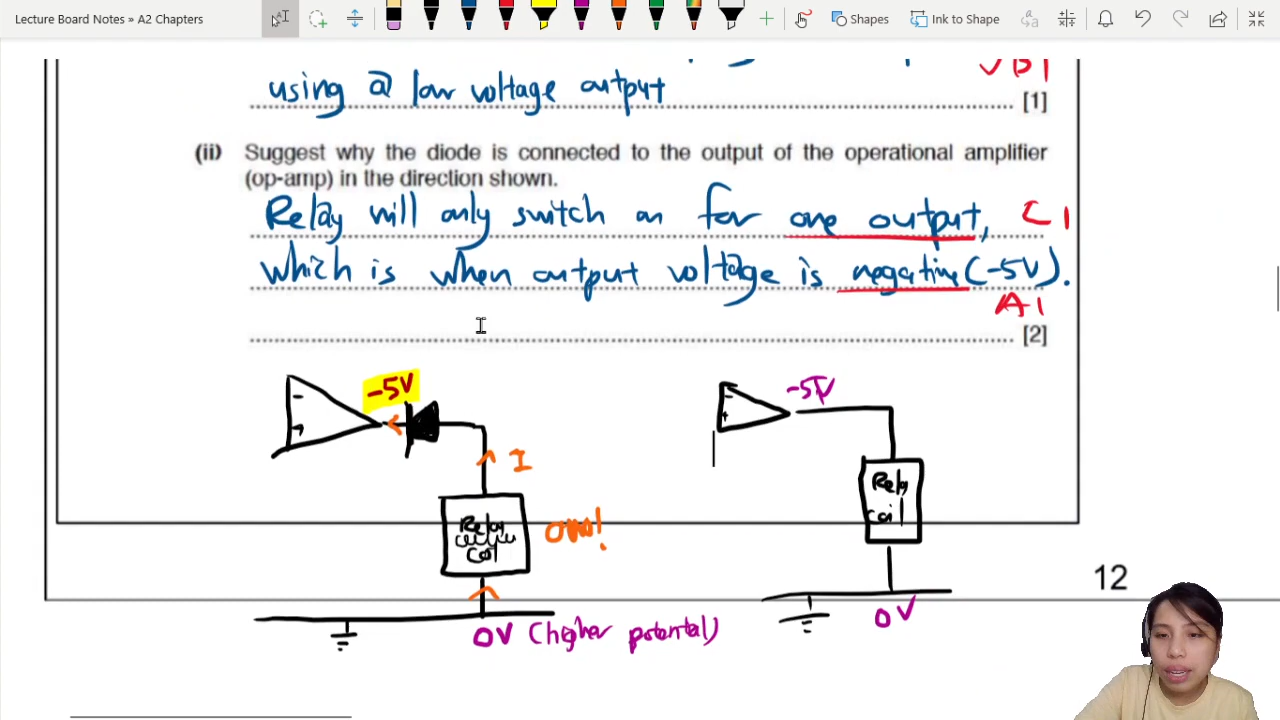 Lecture Board Notes » A2 Chapters
Shapes
Ink to Shape
using a low voltage output
B1
[1]
(ii) Suggest why the diode is connected to the output of the operational amplifier
(op-amp) in the direction shown.
Relay will only switch on for one output, C1
which is when output voltage is negative (-5V).
A1
[2]
-5V
-5V
-
+
-
+
I
Relay
coil
on!
Relay
coil
12
0V (higher potential)
0V